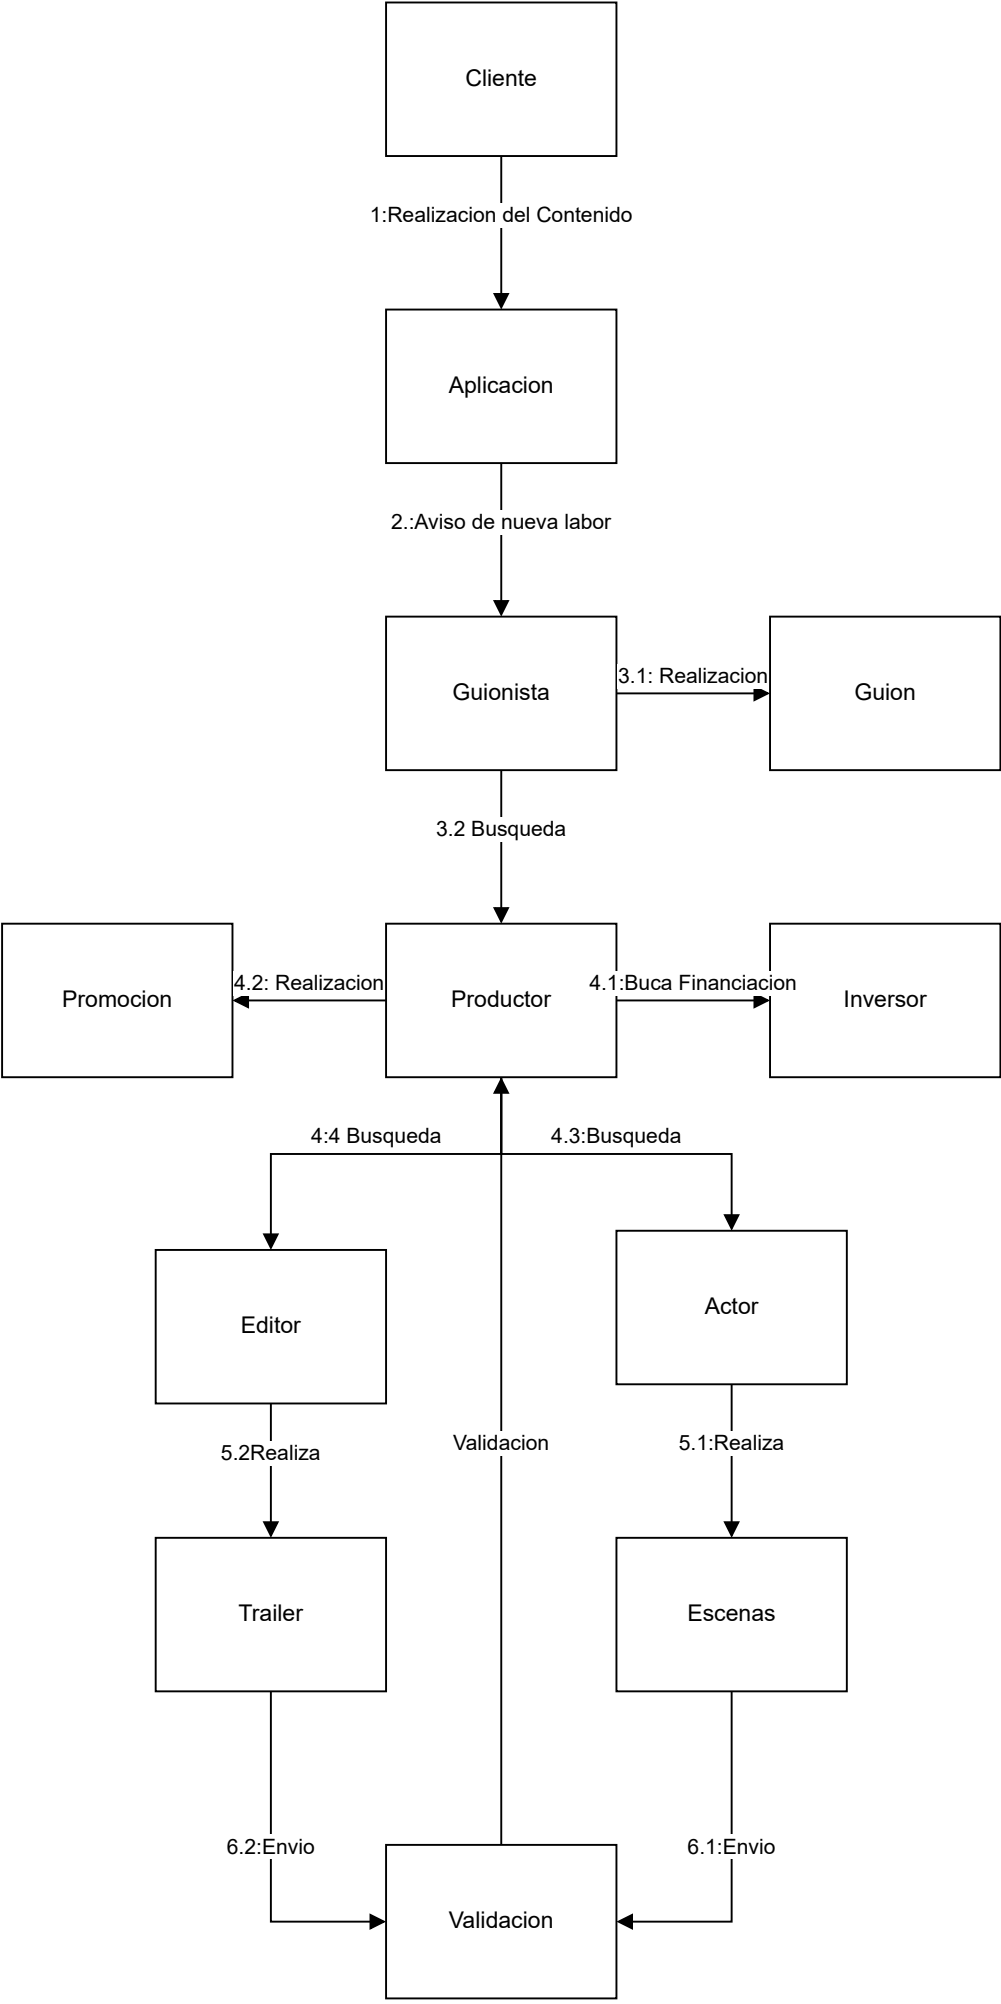 Cliente
1:Realizacion del Contenido
Aplicacion
2.:Aviso de nueva labor
Guionista
3.1: Realizacion
Guion
3.2 Busqueda
Promocion
4.2: Realizacion
Productor
4.1:Buca Financiacion
Inversor
4:4 Busqueda
4.3:Busqueda
Editor
Actor
5.2Realiza
Validacion
5.1:Realiza
Trailer
Escenas
6.2:Envio
6.1:Envio
Validacion